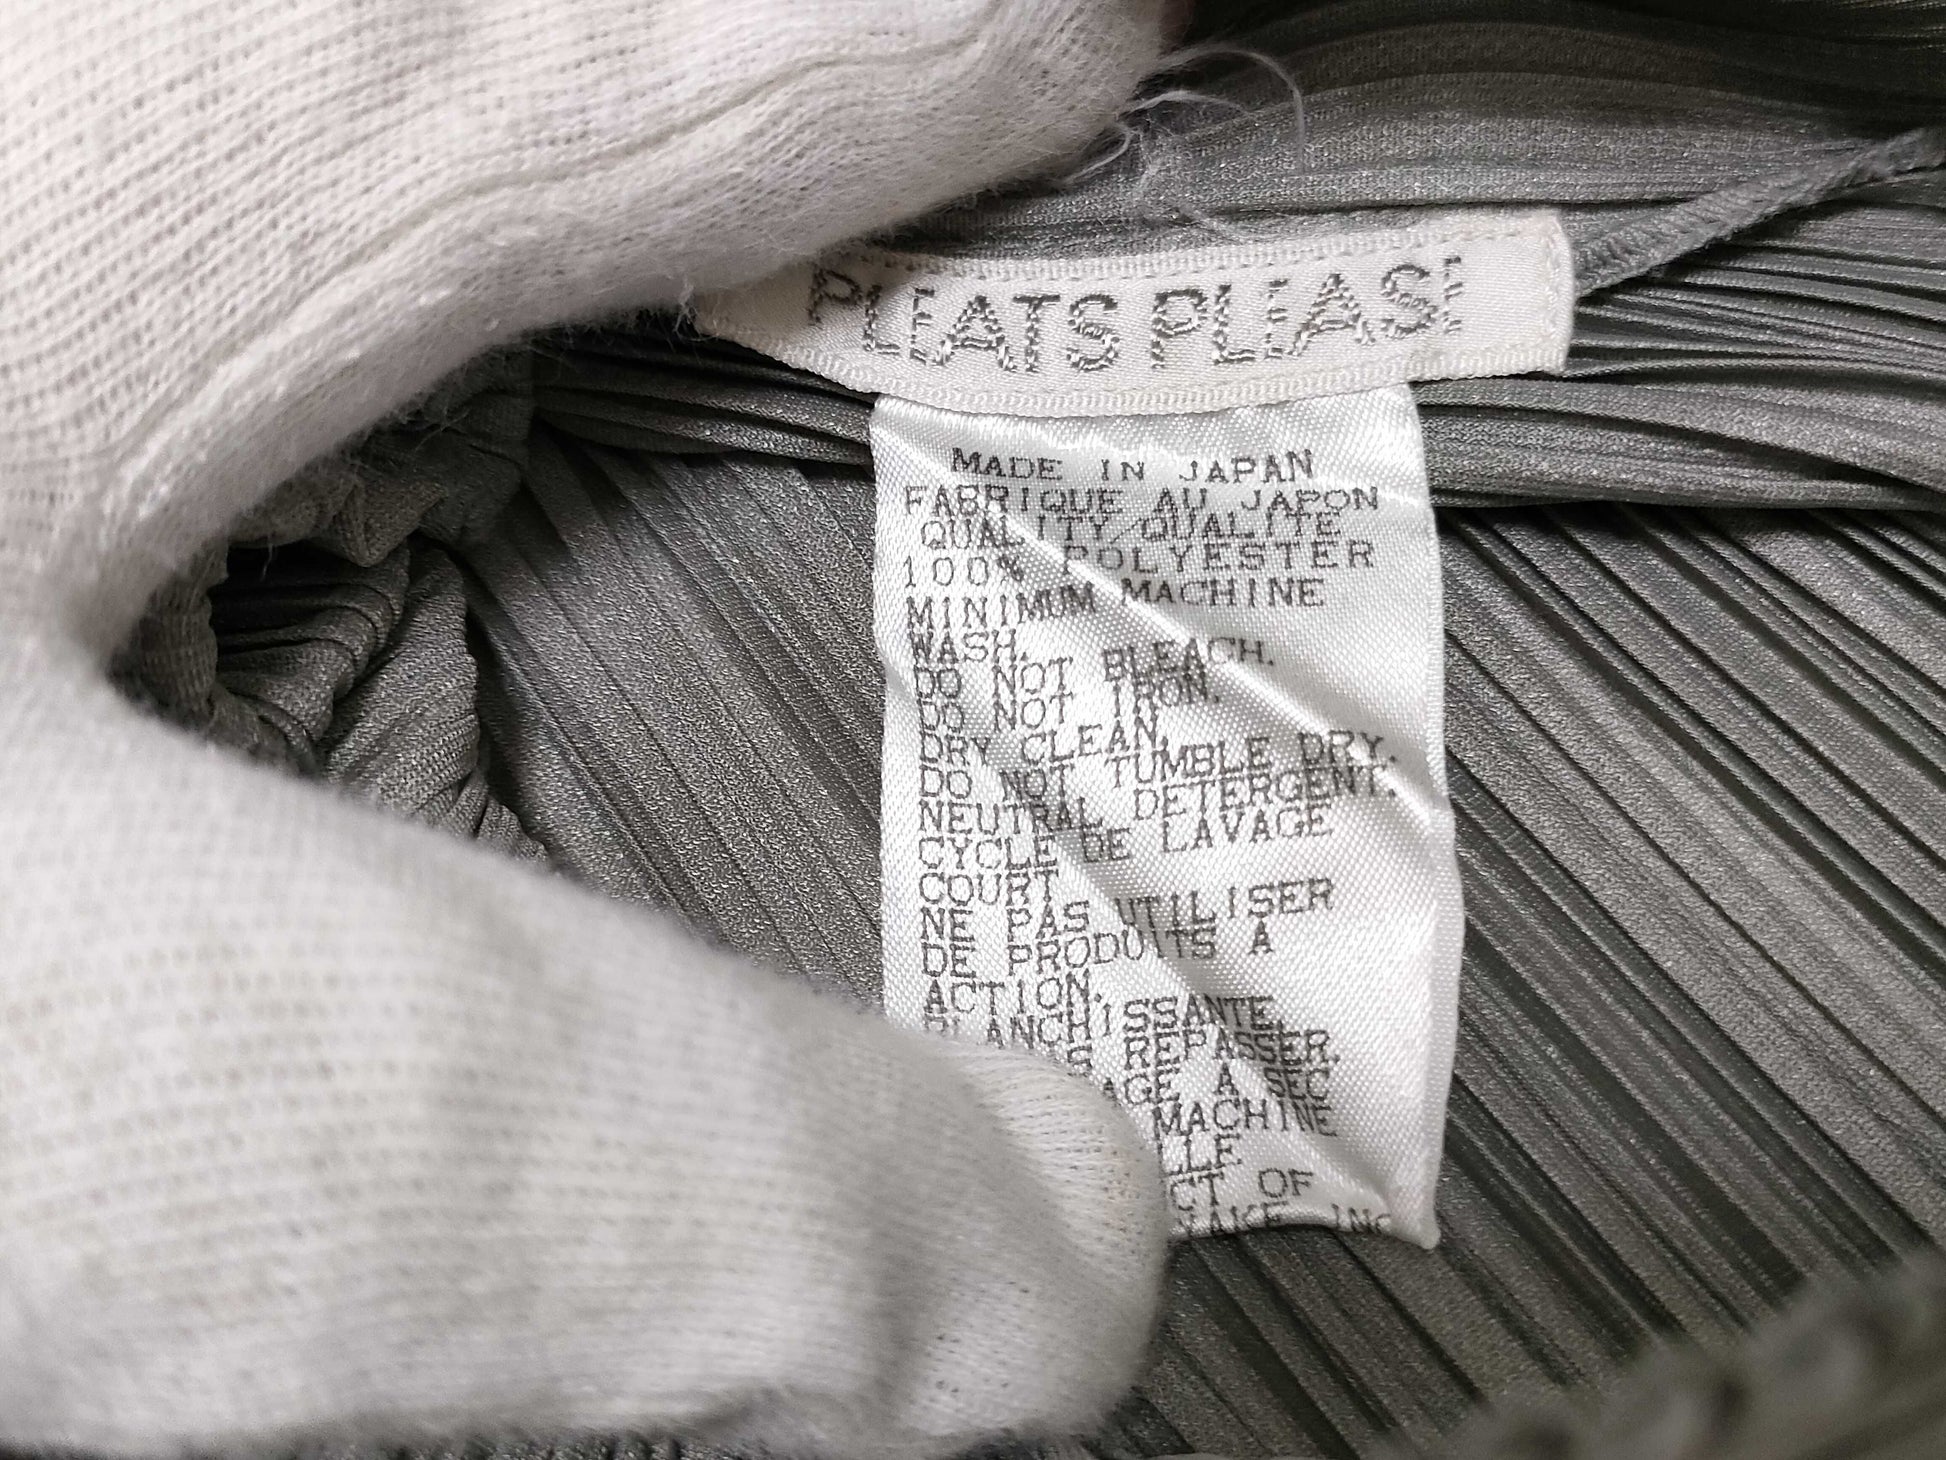 PLEATS PLEASE
MADE IN JAPAN
FABRIQUE AU JAPON
QUALITY/QUALITE
100% POLYESTER
MINIMUM MACHINE
WASH.
DO NOT BLEACH.
DO NOT IRON.
DRY CLEAN.
DO NOT TUMBLE DRY.
NEUTRAL DETERGENT.
CYCLE DE LAVAGE
COURT
NE PAS UTILISER
DE PRODUITS A
ACTION
BLANCHISSANTE.
REPASSER.
A SEC
MACHINE
OF
INC